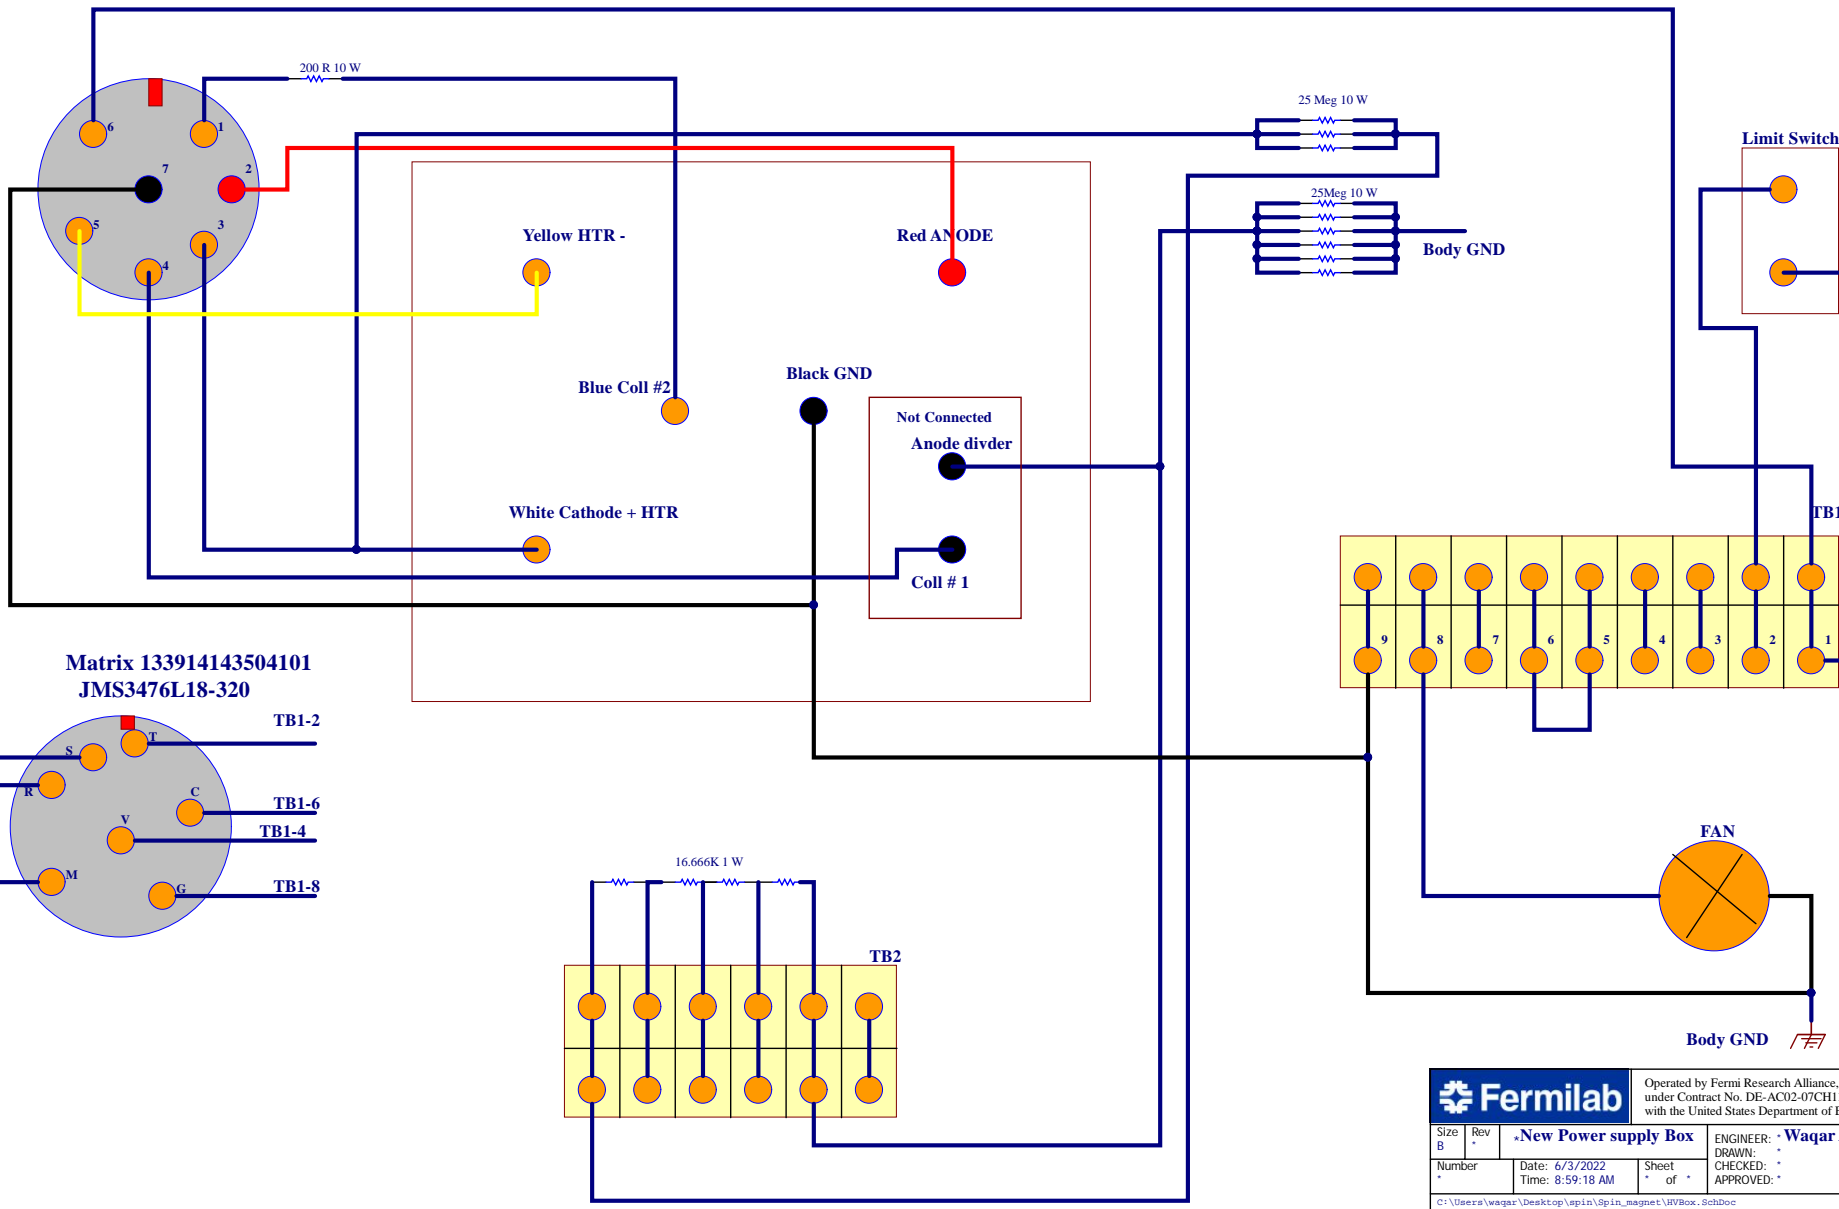 200 R 10 W
6
1
7
2
5
3
4
25 Meg 10 W
25Meg 10 W
Body GND
Limit Switch
Yellow HTR -
Red ANODE
Blue Coll #2
Black GND
Not Connected
Anode divder
White Cathode + HTR
Coll # 1
TB1
9
8
7
6
5
4
3
2
1
Matrix 133914143504101
JMS3476L18-320
TB1-2
T
S
R
C
TB1-6
V
TB1-4
M
G
TB1-8
16.666K 1 W
TB2
FAN
Body GND
Fermilab
Operated by Fermi Research Alliance,
under Contract No. DE-AC02-07CH1
with the United States Department of
Size
B
Rev
*
*New Power supply Box
ENGINEER: * Waqar
DRAWN: *
CHECKED: *
APPROVED: *
Number
*
Date: 6/3/2022
Time: 8:59:18 AM
Sheet
* of *
C:\Users\waqar\Desktop\spin\Spin_magnet\HVBox.SchDoc